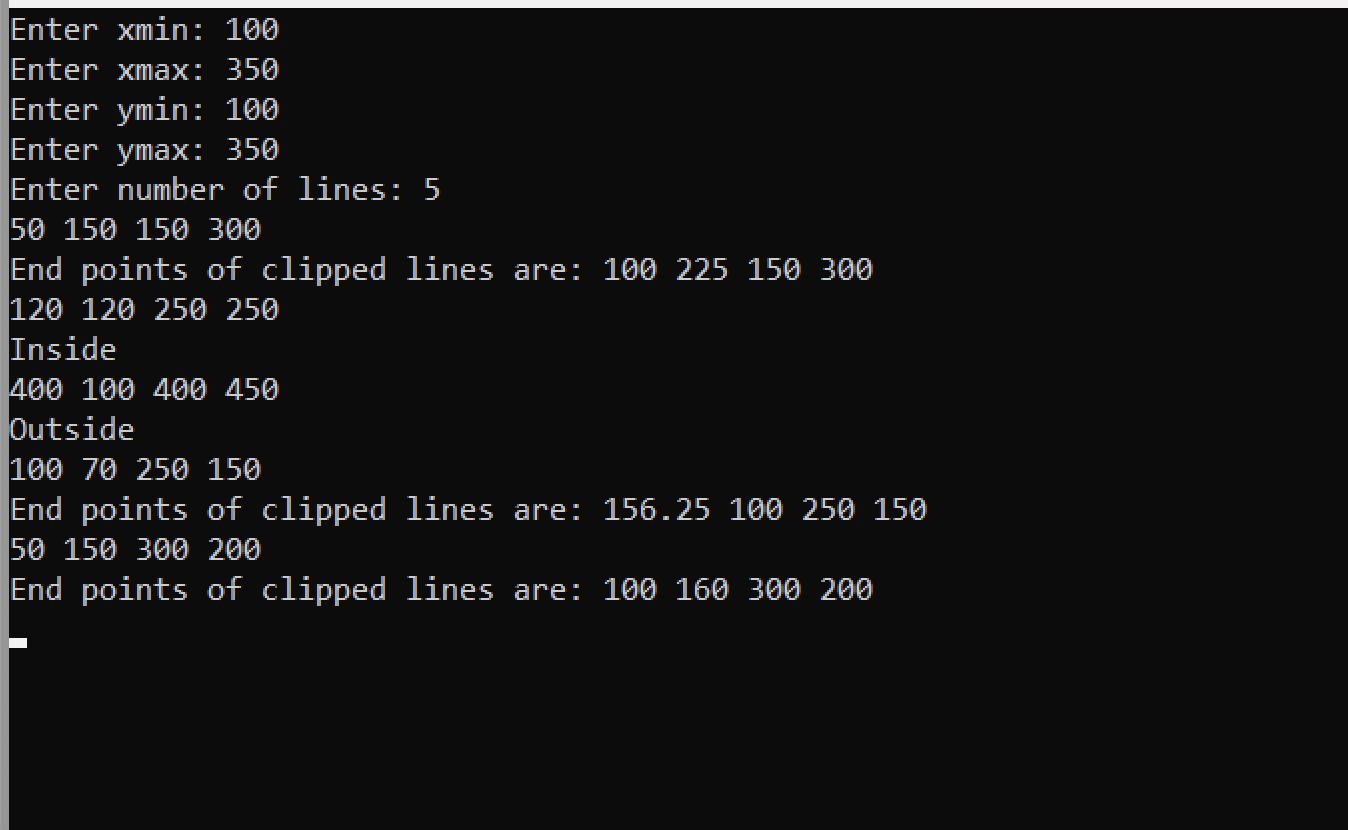 Enter xmin: 100
Enter xmax: 350
Enter ymin: 100
Enter ymax: 350
Enter number of lines: 5
50 150 150 300
End points of clipped lines are: 100 225 150 300
120 120 250 250
Inside
400 100 400 450
Outside
100 70 250 150
End points of clipped lines are: 156.25 100 250 150
50 150 300 200
End points of clipped lines are: 100 160 300 200